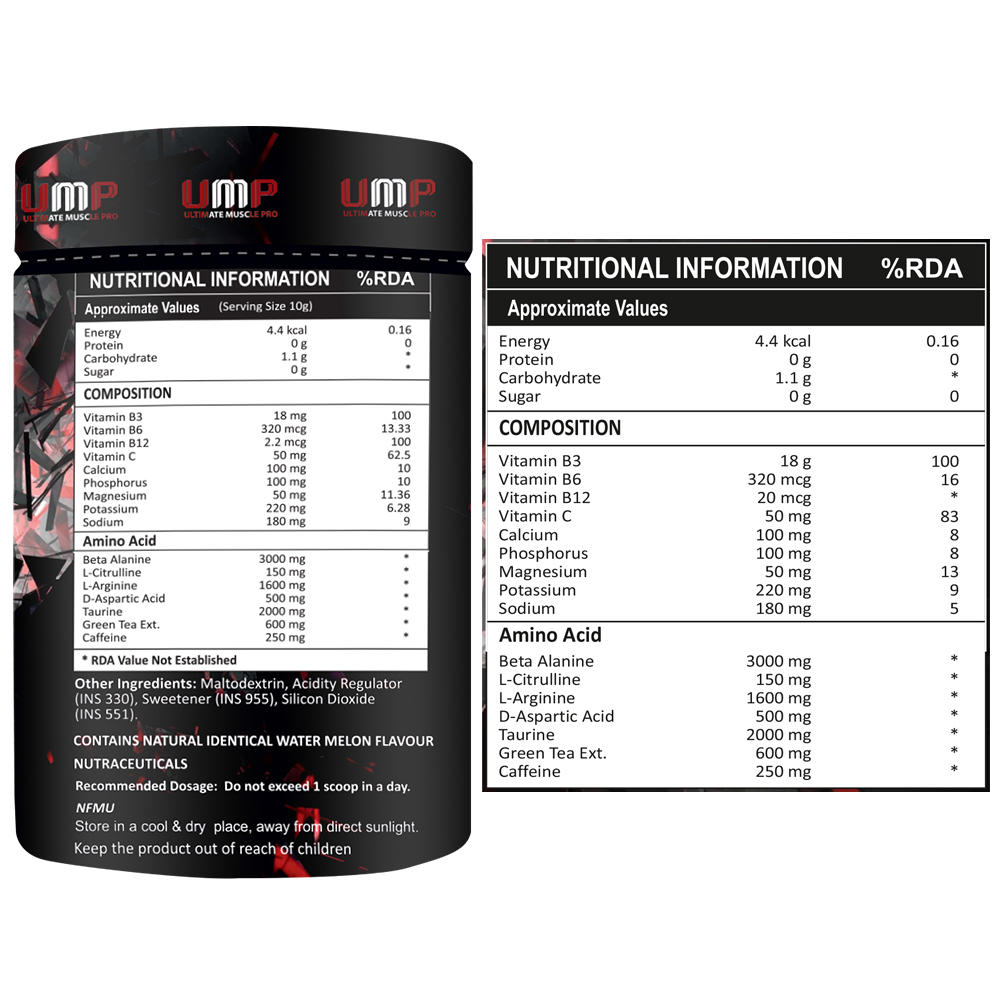 UMP
ULTIMATE MUSCLE PRO
UMP
ULTIMATE MUSCLE PRO
UMP
ULTIMATE MUSCLE PRO
NUTRITIONAL INFORMATION %RDA
Approximate Values (Serving Size 10g)
Energy 4.4 kcal 0.16
Protein 0 g 0
Carbohydrate 1.1 g *
Sugar 0 g *
COMPOSITION
Vitamin B3 18 mg 100
Vitamin B6 320 mcg 13.33
Vitamin B12 2.2 mcg 100
Vitamin C 50 mg 62.5
Calcium 100 mg 10
Phosphorus 100 mg 10
Magnesium 50 mg 11.36
Potassium 220 mg 6.28
Sodium 180 mg 9
Amino Acid
Beta Alanine 3000 mg *
L-Citrulline 150 mg *
L-Arginine 1600 mg *
D-Aspartic Acid 500 mg *
Taurine 2000 mg *
Green Tea Ext. 600 mg *
Caffeine 250 mg *
* RDA Value Not Established
Other Ingredients: Maltodextrin, Acidity Regulator
(INS 330), Sweetener (INS 955), Silicon Dioxide
(INS 551).
CONTAINS NATURAL IDENTICAL WATER MELON FLAVOUR
NUTRACEUTICALS
Recommended Dosage: Do not exceed 1 scoop in a day.
NFMU
Store in a cool & dry place, away from direct sunlight.
Keep the product out of reach of children
NUTRITIONAL INFORMATION %RDA
Approximate Values
Energy 4.4 kcal 0.16
Protein 0 g 0
Carbohydrate 1.1 g *
Sugar 0 g 0
COMPOSITION
Vitamin B3 18 g 100
Vitamin B6 320 mcg 16
Vitamin B12 20 mcg *
Vitamin C 50 mg 83
Calcium 100 mg 8
Phosphorus 100 mg 8
Magnesium 50 mg 13
Potassium 220 mg 9
Sodium 180 mg 5
Amino Acid
Beta Alanine 3000 mg *
L-Citrulline 150 mg *
L-Arginine 1600 mg *
D-Aspartic Acid 500 mg *
Taurine 2000 mg *
Green Tea Ext. 600 mg *
Caffeine 250 mg *